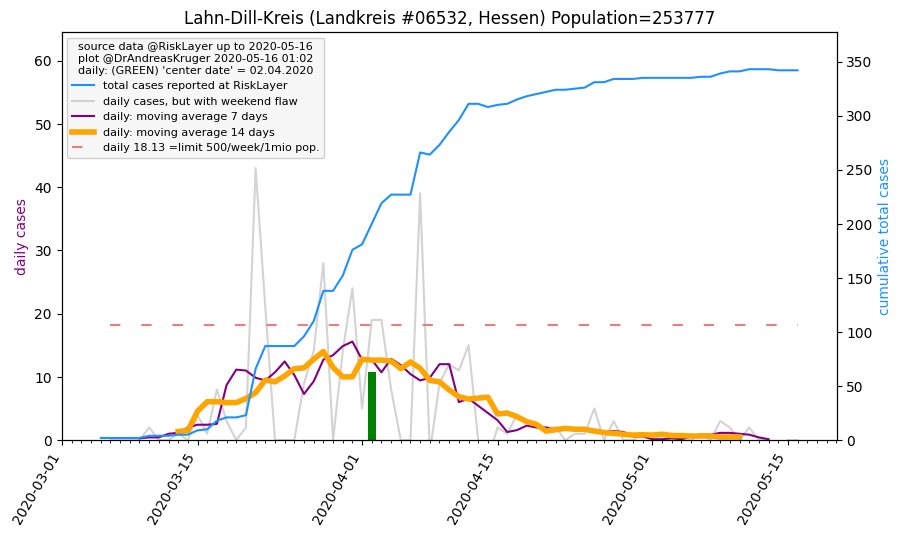 Lahn-Dill-Kreis (Landkreis #06532, Hessen) Population=253777
source data @RiskLayer up to 2020-05-16
plot @DrAndreasKruger 2020-05-16 01:02
daily: (GREEN) 'center date' = 02.04.2020
total cases reported at RiskLayer
daily cases, but with weekend flaw
daily: moving average 7 days
daily: moving average 14 days
daily 18.13 =limit 500/week/1mio pop.
daily cases
60
50
40
30
20
10
0
cumulative total cases
350
300
250
200
150
100
50
0
2020-03-01
2020-03-15
2020-04-01
2020-04-15
2020-05-01
2020-05-15